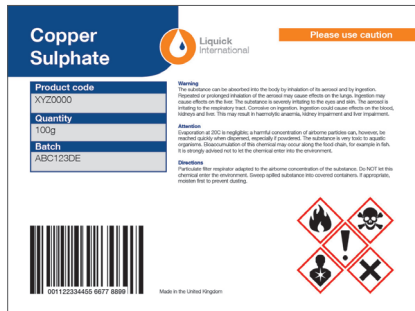 Copper
Sulphate
Liquick
International
Please use caution
Product code
XYZ0000
Quantity
100g
Batch
ABC123DE
Warning
The substance can be absorbed into the body by inhalation of its aerosol and by ingestion.
Repeated or prolonged inhalation of the aerosol may cause effects on the lungs. Ingestion may
cause effects on the liver. The substance is severely irritating to the eyes and skin. The aerosol is
irritating to the respiratory tract. Corrosive on ingestion. Ingestion could cause effects on the blood,
kidneys and liver. This may result in haemolytic anaemia, kidney impairment and liver impairment.
Attention
Evaporation at 20C is negligible; a harmful concentration of airborne particles can, however, be
reached quickly when dispersed, especially if powdered. The substance is very toxic to aquatic
organisms. Bioaccumulation of this chemical may occur along the food chain, for example in fish.
It is strongly advised not to let the chemical enter into the environment.
Directions
Particulate filter respirator adapted to the airborne concentration of the substance. Do NOT let this
chemical enter the environment. Sweep spilled substance into covered containers. If appropriate,
moisten first to prevent dusting.
001122334455 6677 8899
Made in the United Kingdom